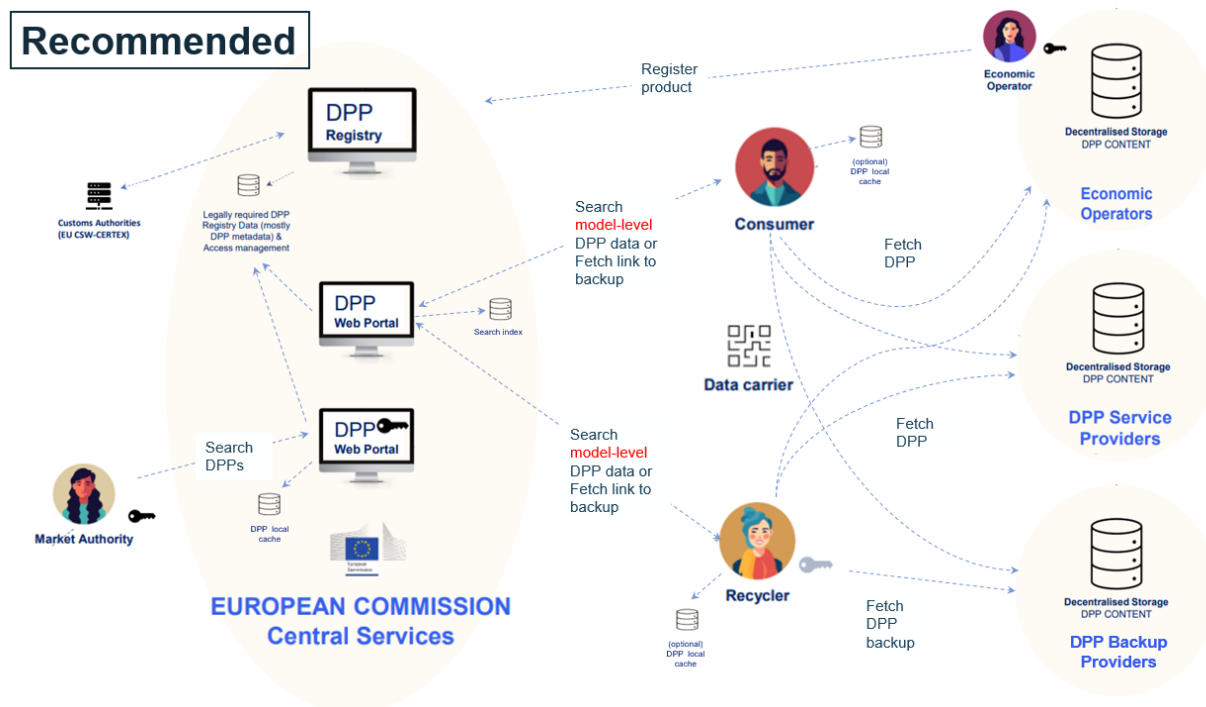 Recommended
Register
product
Economic
Operator
Decentralised Storage
DPP CONTENT
Economic
Operators
DPP
Registry
(optional)
DPP local
cache
Customs Authorities
(EU CSW-CERTEX)
Legally required DPP
Registry Data (mostly
DPP metadata) &
Access management
Consumer
Search
model-level
DPP data or
Fetch link to
backup
Fetch
DPP
DPP
Web Portal
Search index
Data carrier
Decentralised Storage
DPP CONTENT
DPP Service
Providers
DPP
Web Portal
Search
DPPs
Fetch
DPP
Search
model-level
DPP data or
Fetch link to
backup
Market Authority
DPP local
cache
European
Commission
EUROPEAN COMMISSION
Central Services
Recycler
(optional)
DPP local
cache
Fetch
DPP
backup
Decentralised Storage
DPP CONTENT
DPP Backup
Providers